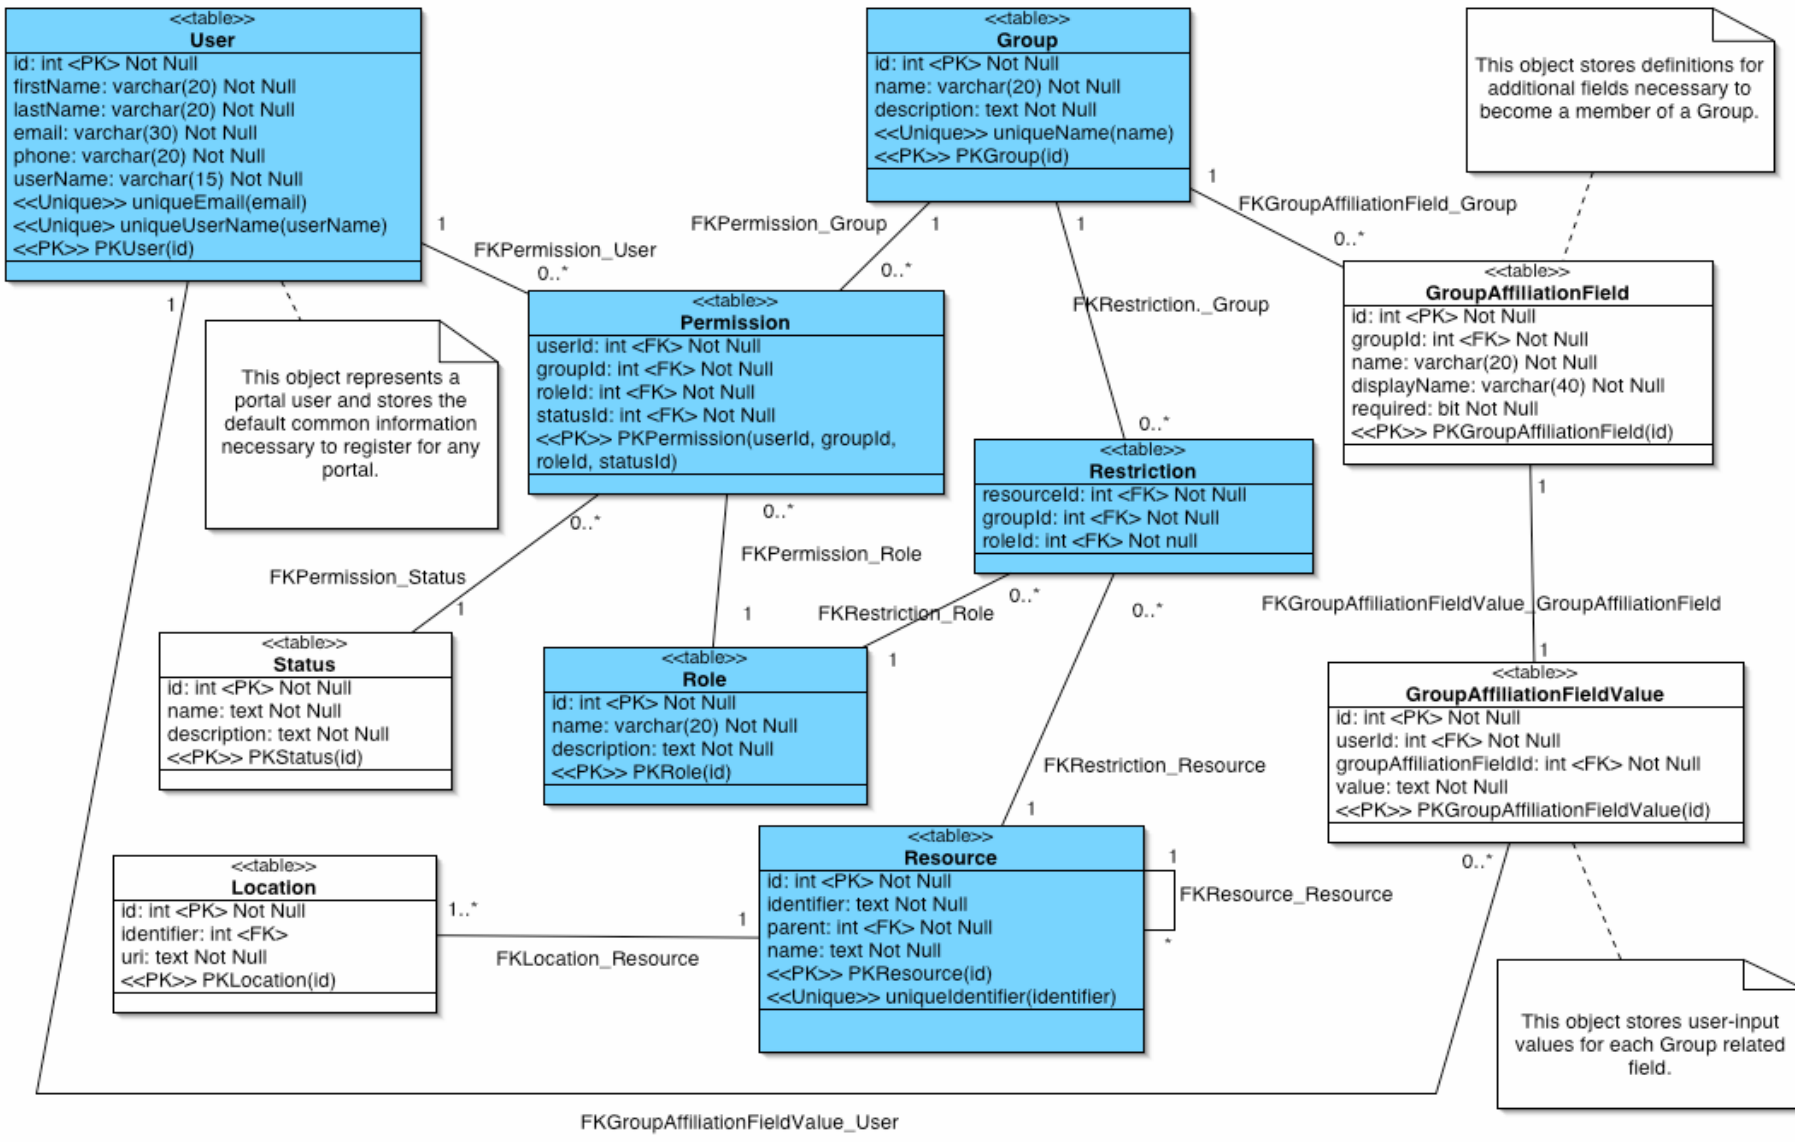 <<table>>
User
id: int <PK> Not Null
firstName: varchar(20) Not Null
lastName: varchar(20) Not Null
email: varchar(30) Not Null
phone: varchar(20) Not Null
userName: varchar(15) Not Null
<<Unique>> uniqueEmail(email)
<<Unique> uniqueUserName(userName)
<<PK>> PKUser(id)
<<table>>
Group
id: int <PK> Not Null
name: varchar(20) Not Null
description: text Not Null
<<Unique>> uniqueName(name)
<<PK>> PKGroup(id)
This object stores definitions for
additional fields necessary to
become a member of a Group.
1
FKPermission_User
0..*
FKPermission_Group
1
0..*
1
FKRestriction._Group
0..*
1
FKGroupAffiliationField_Group
0..*
1
This object represents a
portal user and stores the
default common information
necessary to register for any
portal.
<<table>>
Permission
userId: int <FK> Not Null
groupId: int <FK> Not Null
roleId: int <FK> Not Null
statusId: int <FK> Not Null
<<PK>> PKPermission(userId, groupId,
roleId, statusId)
<<table>>
GroupAffiliationField
id: int <PK> Not Null
groupId: int <FK> Not Null
name: varchar(20) Not Null
displayName: varchar(40) Not Null
required: bit Not Null
<<PK>> PKGroupAffiliationField(id)
<<table>>
Restriction
resourceId: int <FK> Not Null
groupId: int <FK> Not Null
roleId: int <FK> Not null
0..*
FKPermission_Status
1
0..*
FKPermission_Role
1
0..*
FKRestriction_Role
1
0..*
FKRestriction_Resource
1
1
FKGroupAffiliationFieldValue_GroupAffiliationField
1
<<table>>
Status
id: int <PK> Not Null
name: text Not Null
description: text Not Null
<<PK>> PKStatus(id)
<<table>>
Role
id: int <PK> Not Null
name: varchar(20) Not Null
description: text Not Null
<<PK>> PKRole(id)
<<table>>
GroupAffiliationFieldValue
id: int <PK> Not Null
userId: int <FK> Not Null
groupAffiliationFieldId: int <FK> Not Null
value: text Not Null
<<PK>> PKGroupAffiliationFieldValue(id)
0..*
<<table>>
Location
id: int <PK> Not Null
identifier: int <FK>
uri: text Not Null
<<PK>> PKLocation(id)
1..*
1
FKLocation_Resource
<<table>>
Resource
id: int <PK> Not Null
identifier: text Not Null
parent: int <FK> Not Null
name: text Not Null
<<PK>> PKResource(id)
<<Unique>> uniqueIdentifier(identifier)
1
FKResource_Resource
*
This object stores user-input
values for each Group related
field.
FKGroupAffiliationFieldValue_User